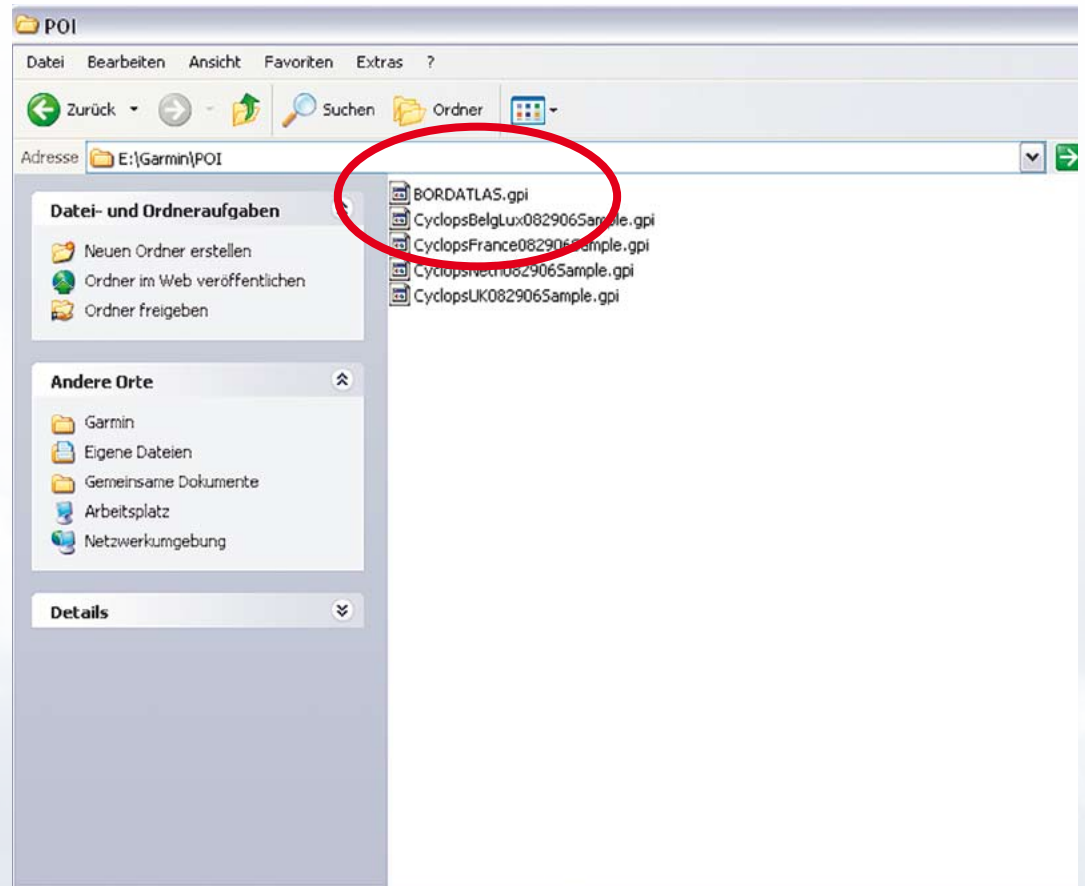 POI
Datei Bearbeiten Ansicht Favoriten Extras ?
Zurück Suchen Ordner
Adresse E:\Garmin\POI
Datei- und Ordneraufgaben
Neuen Ordner erstellen
Ordner im Web veröffentlichen
Ordner freigeben
Andere Orte
Garmin
Eigene Dateien
Gemeinsame Dokumente
Arbeitsplatz
Netzwerkumgebung
Details
BORDATLAS.gpi
CyclopsBelgLux082906Sample.gpi
CyclopsFrance082906Sample.gpi
CyclopsNeth082906Sample.gpi
CyclopsUK082906Sample.gpi